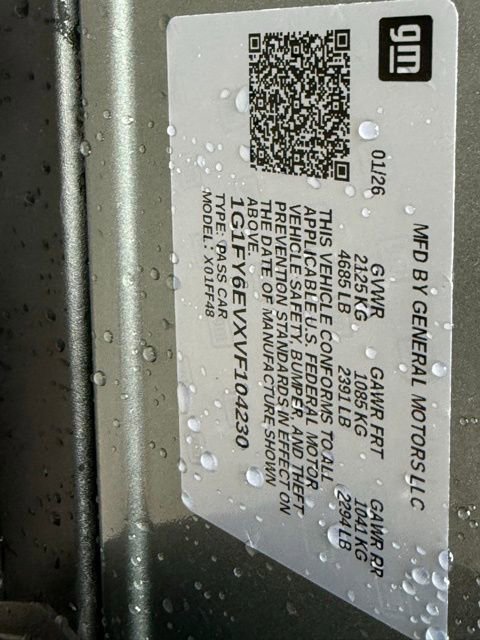 gm
MFD BY GENERAL MOTORS LLC
01/26 GVWR GAWR FRT GAWR RR
2125 KG 1085 KG 1041 KG
4685 LB 2391 LB 2294 LB
THIS VEHICLE CONFORMS TO ALL
APPLICABLE U.S. FEDERAL MOTOR
VEHICLE SAFETY, BUMPER, AND THEFT
PREVENTION STANDARDS IN EFFECT ON
THE DATE OF MANUFACTURE SHOWN
ABOVE.
1G1FY6EVXVF104230
TYPE: PASS CAR
MODEL: X01FF48